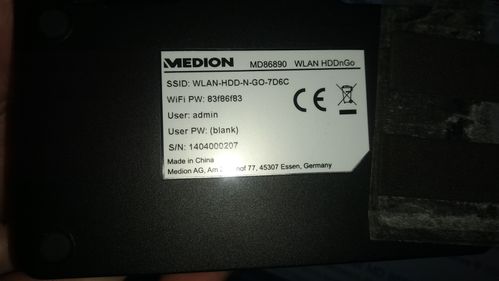 MEDION MD86890 WLAN HDDnGo
SSID: WLAN-HDD-N-GO-7D6C
WiFi PW: 83f86f83
User: admin
User PW: (blank)
S/N: 1404000207
CE
Made in China
Medion AG, Am 77, 45307 Essen, Germany